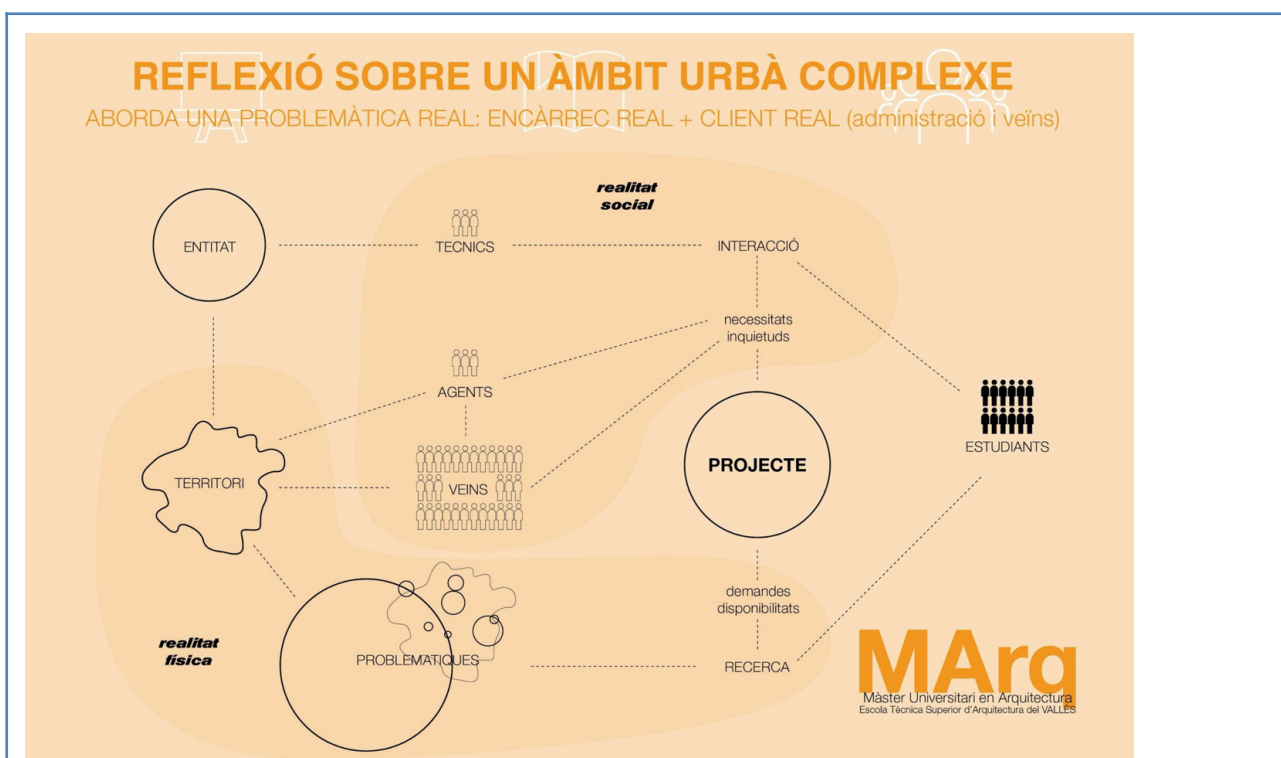 REFLEXIÓ SOBRE UN ÀMBIT URBÀ COMPLEXE
ABORDA UNA PROBLEMÀTICA REAL: ENCÀRREC REAL + CLIENT REAL (administració i veïns)
realitat
social
ENTITAT
TECNICS
INTERACCIÓ
necessitats
inquietuds
AGENTS
ESTUDIANTS
PROJECTE
TERRITORI
VEINS
demandes
disponibilitats
realitat
física
PROBLEMATIQUES
RECERCA
MArq
Màster Universitari en Arquitectura
Escola Tècnica Superior d'Arquitectura del VALLÈS